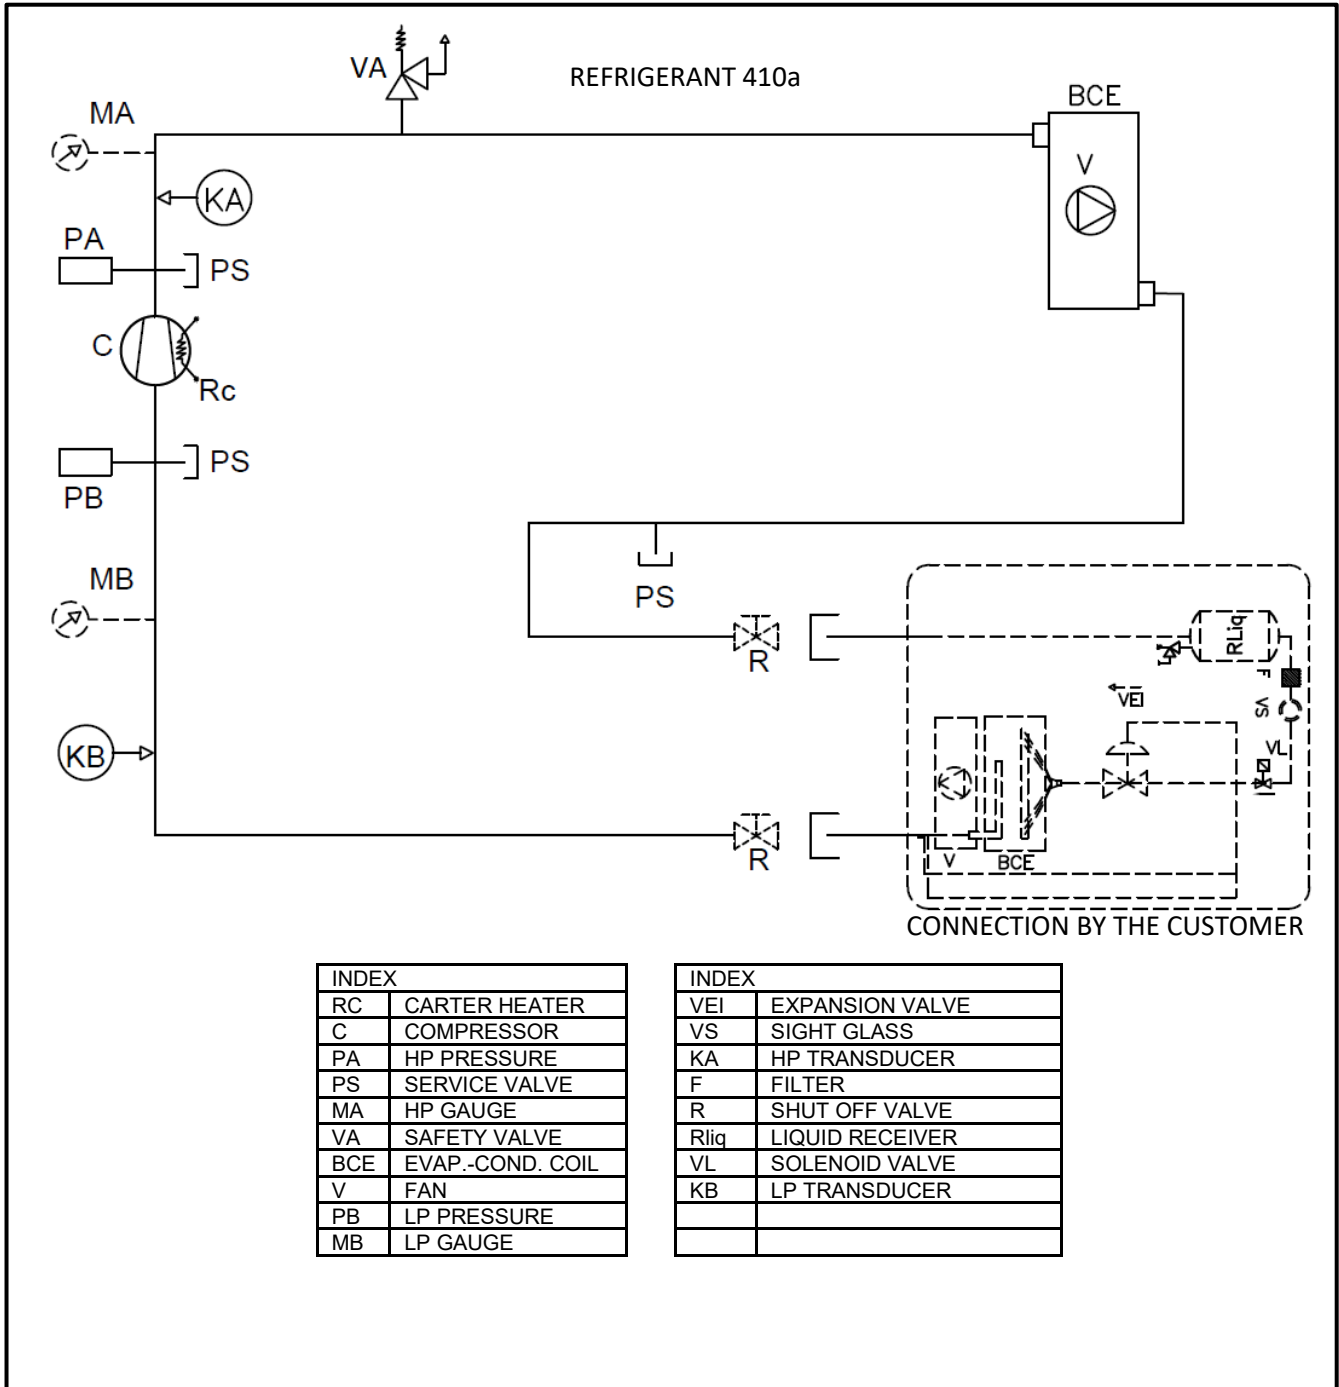 VA
REFRIGERANT 410a
BCE
MA
V
KA
PA
PS
C
Rc
PS
PB
MB
PS
RLiq
R
F
VEI
VS
VL
KB
R
V
BCE
CONNECTION BY THE CUSTOMER
INDEX
RC CARTER HEATER
C COMPRESSOR
PA HP PRESSURE
PS SERVICE VALVE
MA HP GAUGE
VA SAFETY VALVE
BCE EVAP.-COND. COIL
V FAN
PB LP PRESSURE
MB LP GAUGE
INDEX
VEI EXPANSION VALVE
VS SIGHT GLASS
KA HP TRANSDUCER
F FILTER
R SHUT OFF VALVE
Rliq LIQUID RECEIVER
VL SOLENOID VALVE
KB LP TRANSDUCER